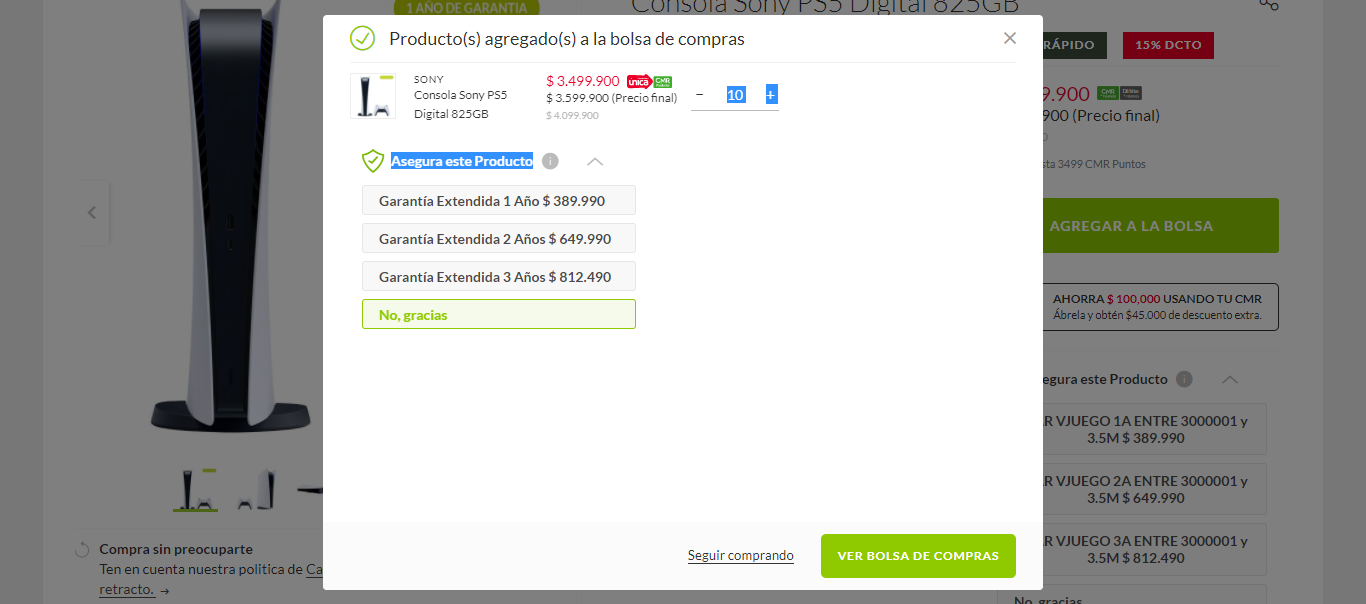 1 AÑO DE GARANTIA
Consola Sony PS5 Digital 825GB
Producto(s) agregado(s) a la bolsa de compras
SONY
Consola Sony PS5
Digital 825GB
$ 3.499.900 única CMR
$ 3.599.900 (Precio final)
$ 4.099.900
− 10 +
Asegura este Producto
Garantía Extendida 1 Año $ 389.990
Garantía Extendida 2 Años $ 649.990
Garantía Extendida 3 Años $ 812.490
No, gracias
Seguir comprando
VER BOLSA DE COMPRAS
RÁPIDO
15% DCTO
9.900 CMR
900 (Precio final)
sta 3499 CMR Puntos
AGREGAR A LA BOLSA
AHORRA $ 100,000 USANDO TU CMR
Ábrela y obtén $45.000 de descuento extra.
egura este Producto
R VJUEGO 1A ENTRE 3000001 y
3.5M $ 389.990
R VJUEGO 2A ENTRE 3000001 y
3.5M $ 649.990
R VJUEGO 3A ENTRE 3000001 y
3.5M $ 812.490
No, gracias
Compra sin preocuparte
Ten en cuenta nuestra politica de Ca
retracto. →